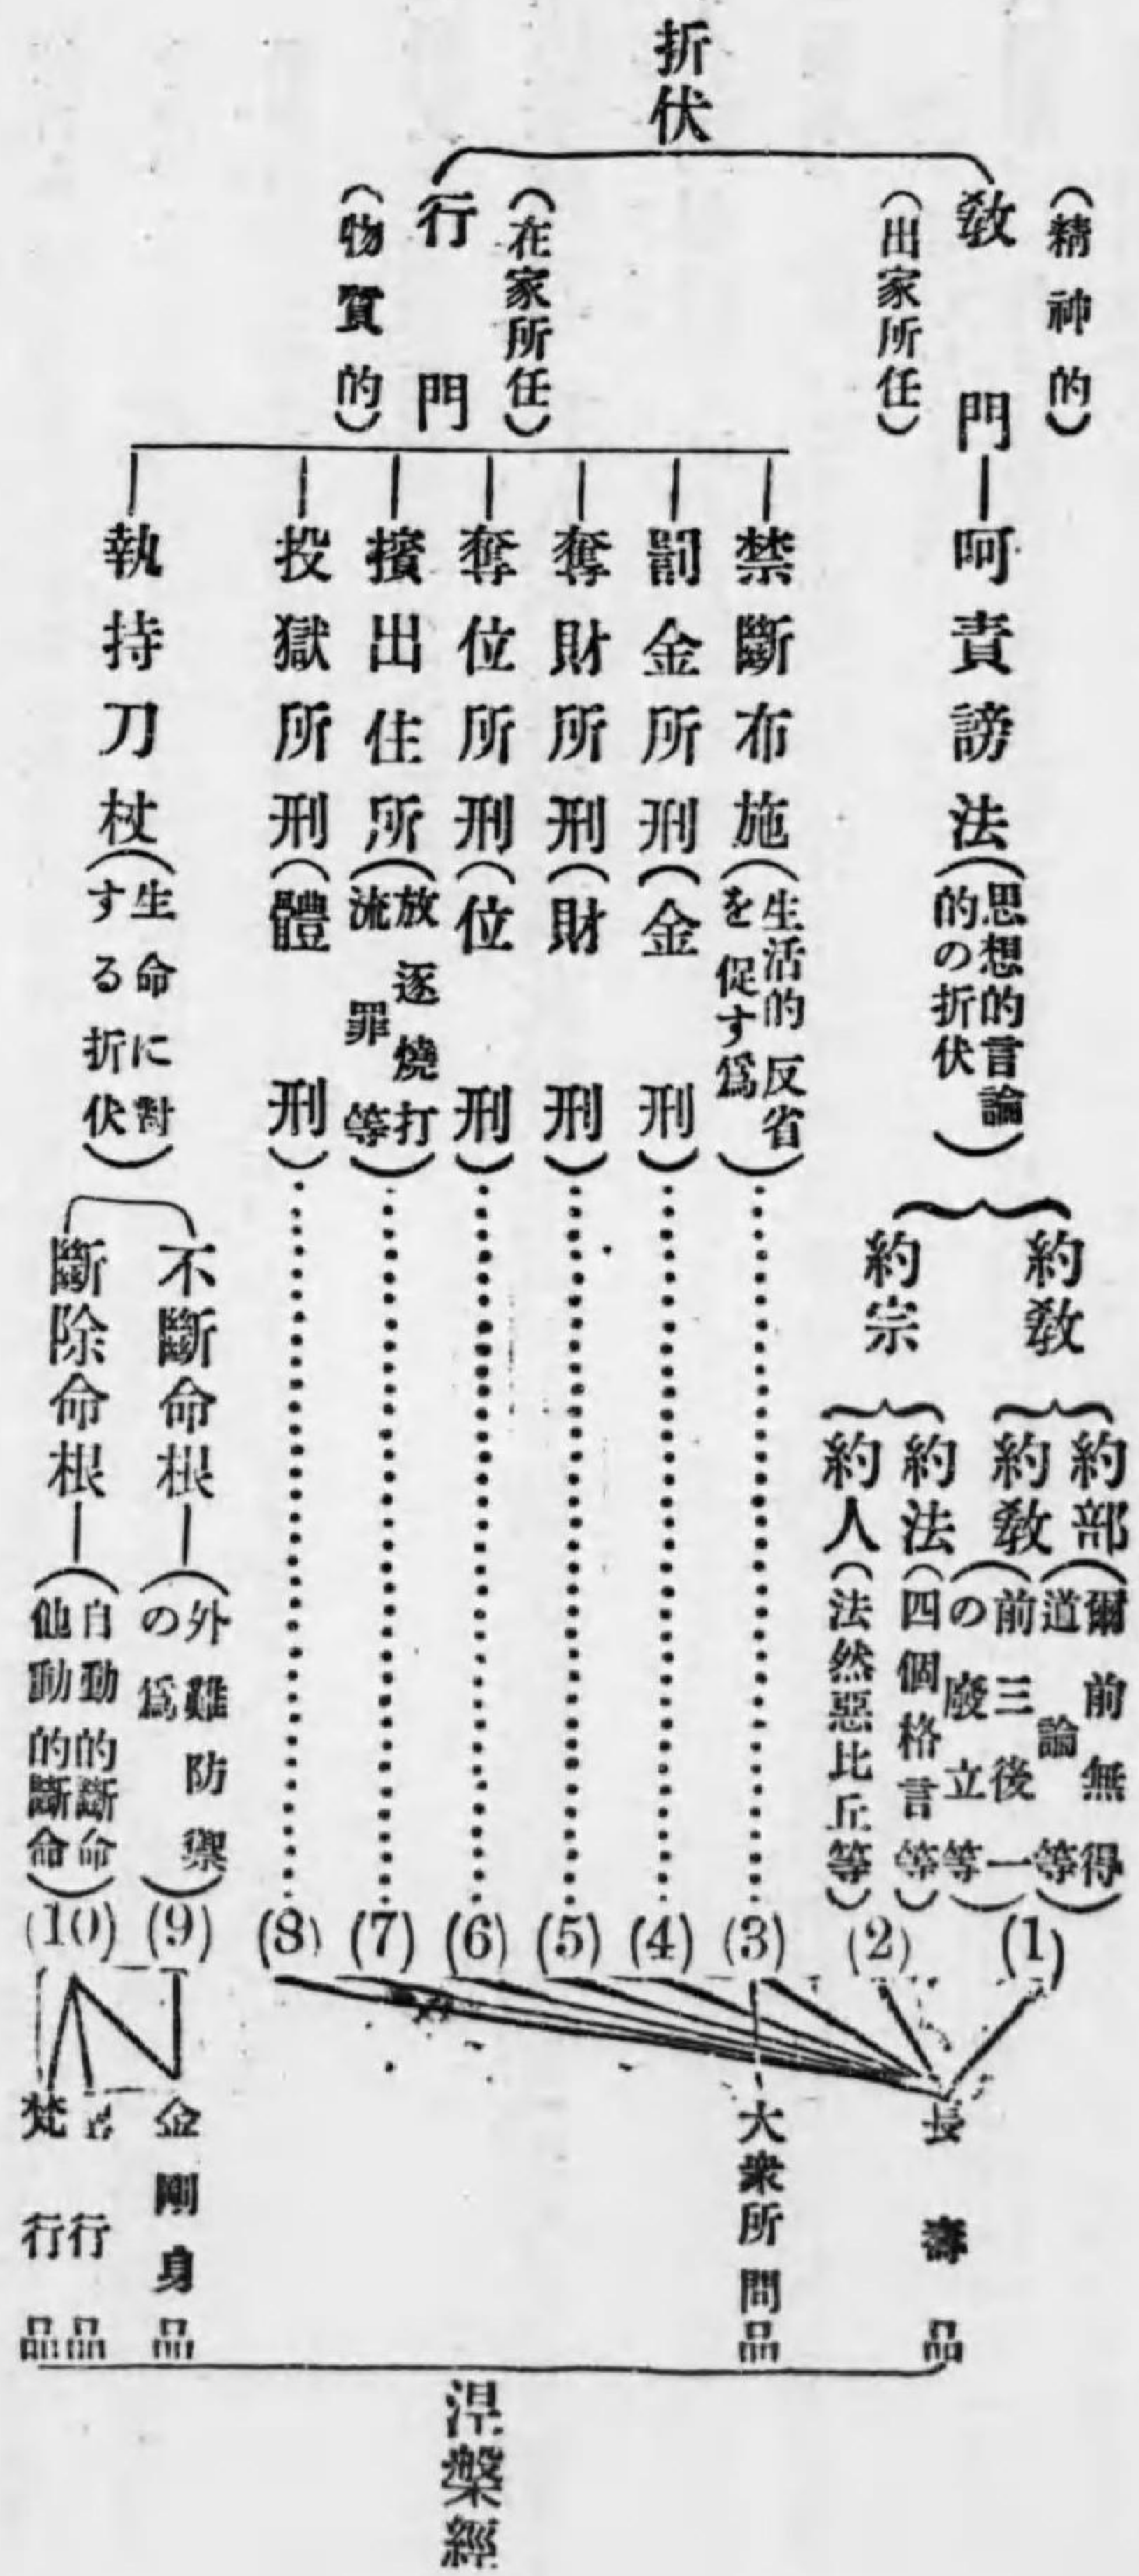 折伏
(精神的)
教門
(出家所任)
(在家所任)
行門
(物質的)
呵責謗法(思想的言論
的の折伏)
禁斷布施(生活的反省
を促す爲)
罰金所刑(金刑)
奪財所刑(財刑)
奪位所刑(位刑)
擯出住所(放逐燒打
流罪等)
投獄所刑(體刑)
執持刀杖(生命に對
する折伏)
約教
約宗
約部(爾前無得
道論等)
約教(前三後一
の廢立等)
約法(四個格言等)
約人(法然惡比丘等)
不斷命根(外難防禦
の爲)
斷除命根(自動的斷命
他動的斷命)
(1)
(2)
(3)
(4)
(5)
(6)
(7)
(8)
(9)
(10)
長壽品
大衆所問品
金剛身品
行品
梵行品
涅槃經